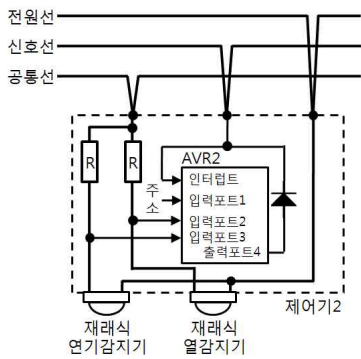 전원선
신호선
공통선
AVR2
R
R
주소
인터럽트
입력포트1
입력포트2
입력포트3
출력포트4
제어기2
재래식
연기감지기
재래식
열감지기